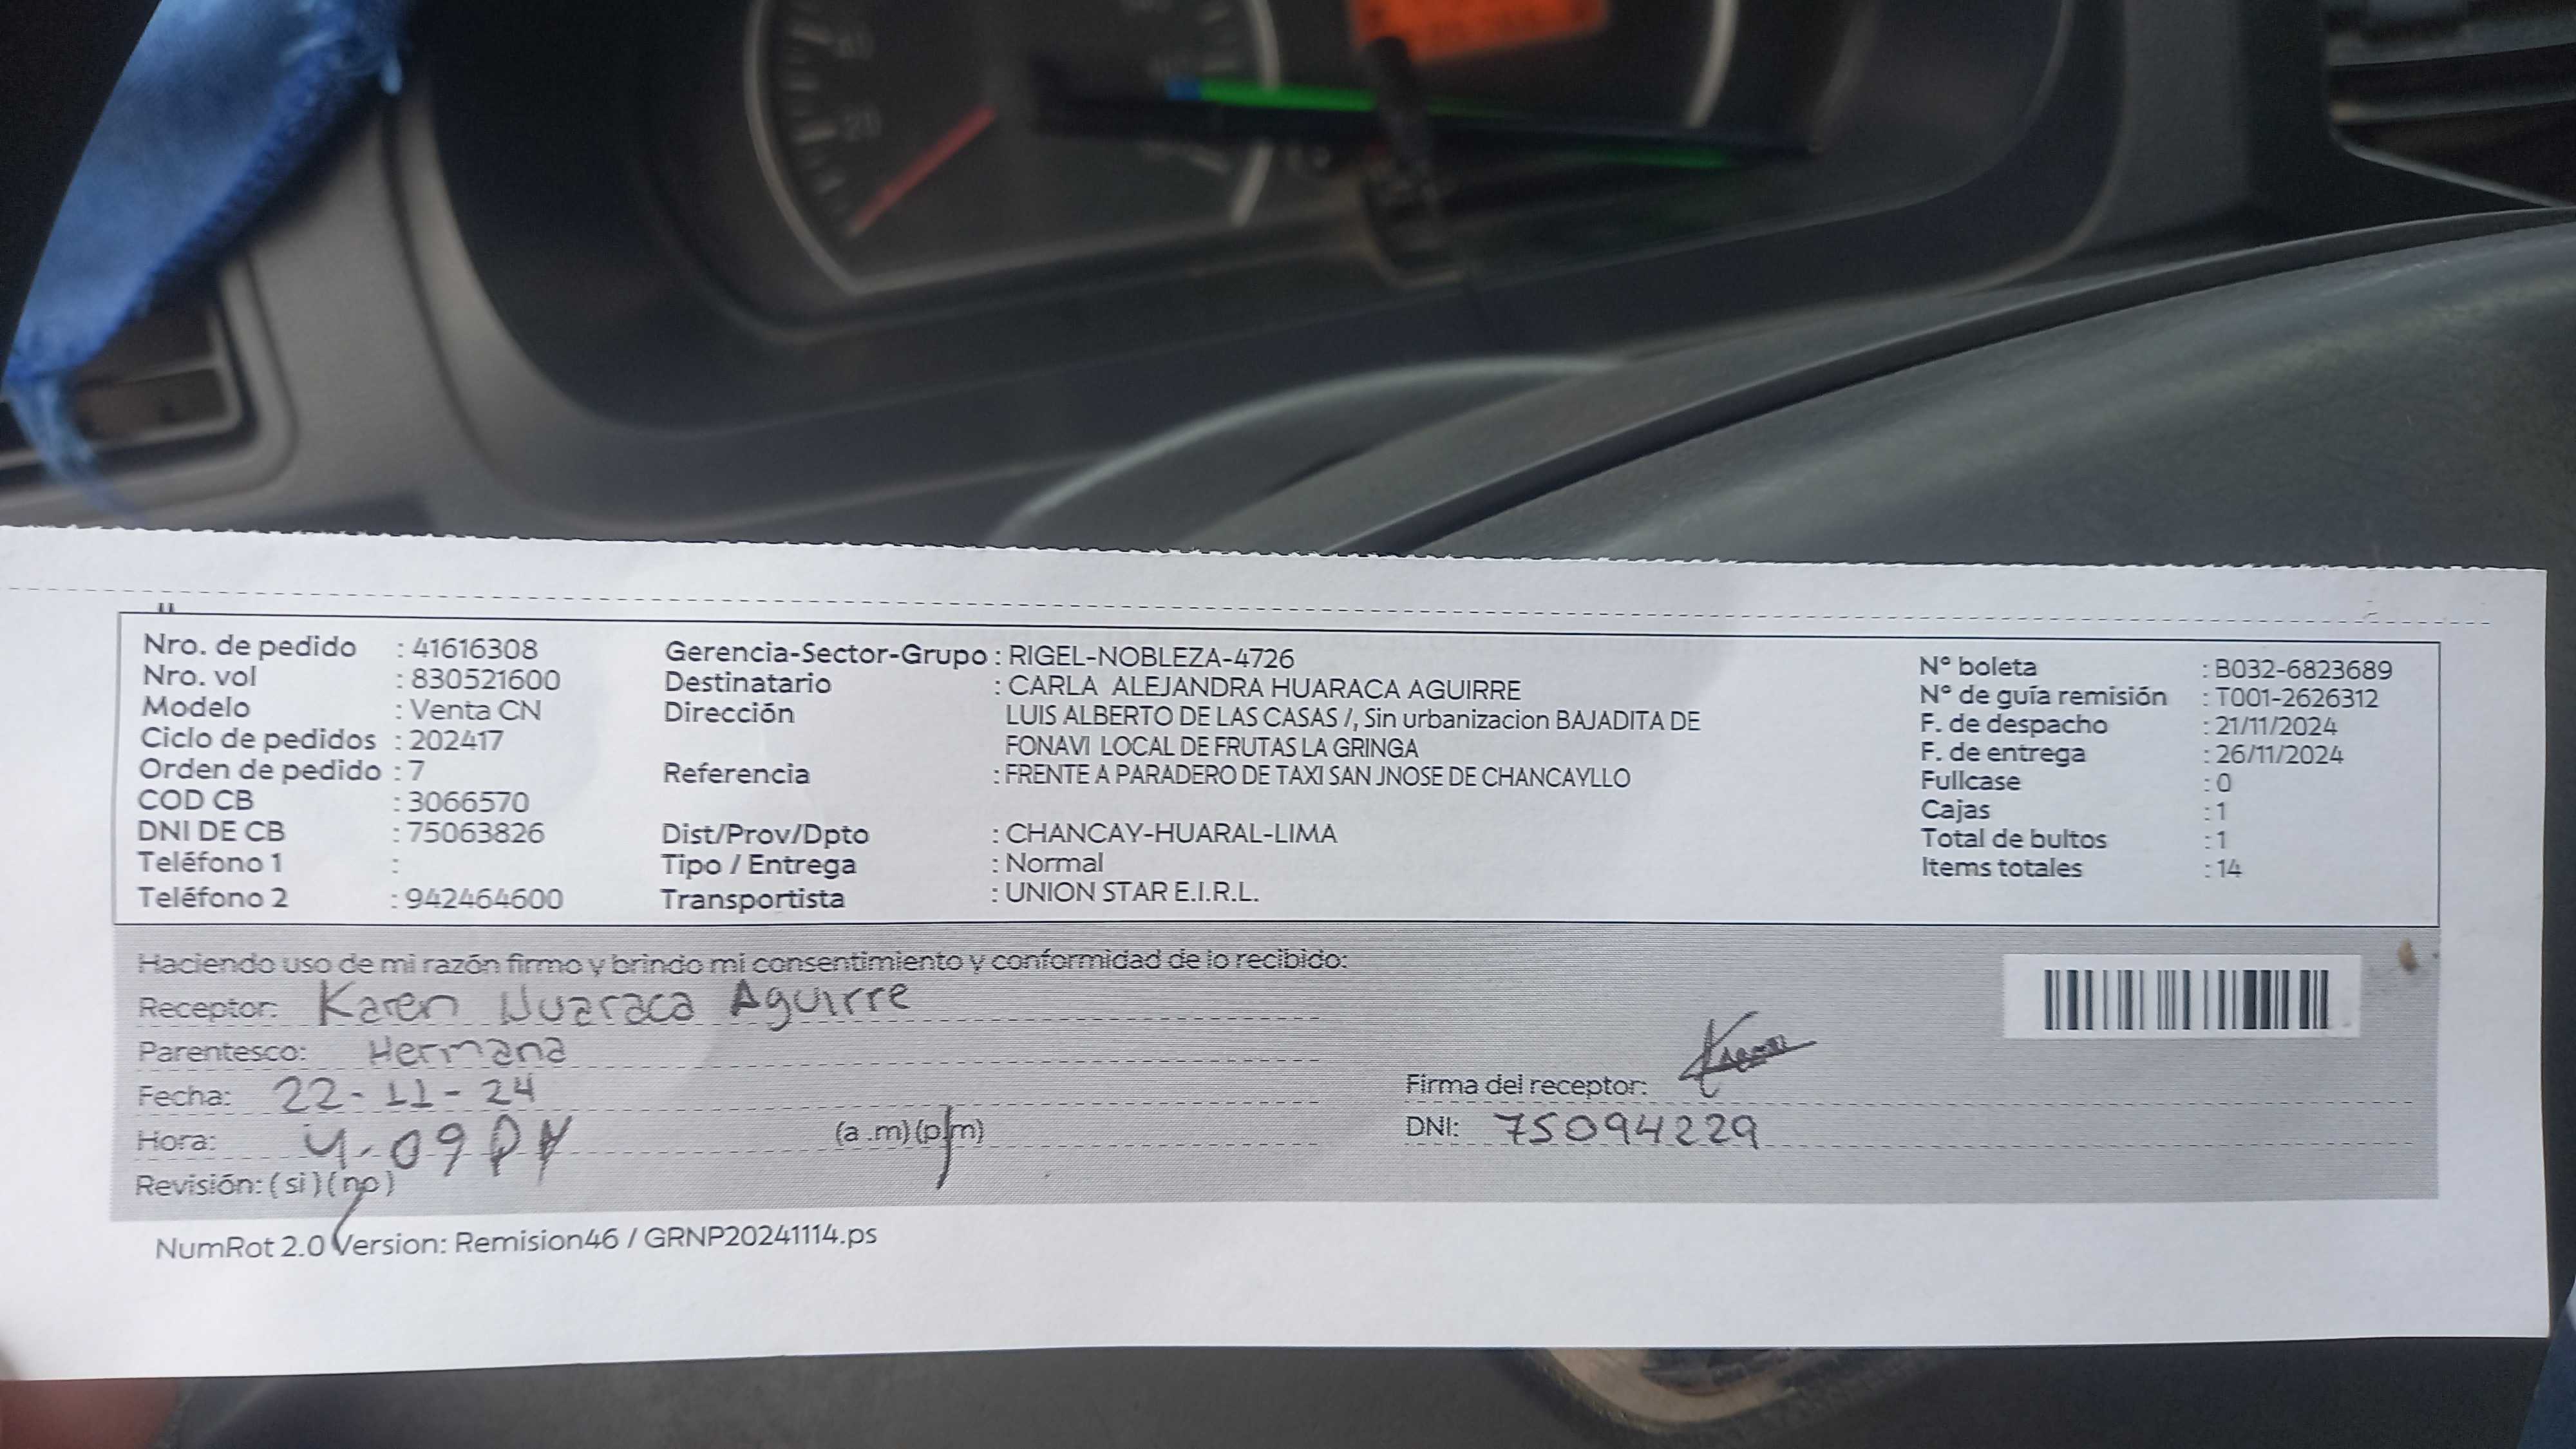 Nro. de pedido : 41616308
Nro. vol : 830521600
Modelo : Venta CN
Ciclo de pedidos : 202417
Orden de pedido : 7
COD CB : 3066570
DNI DE CB : 75063826
Teléfono 1 :
Teléfono 2 : 942464600
Gerencia-Sector-Grupo : RIGEL-NOBLEZA-4726
Destinatario : CARLA ALEJANDRA HUARACA AGUIRRE
Dirección LUIS ALBERTO DE LAS CASAS /, Sin urbanizacion BAJADITA DE
FONAVI LOCAL DE FRUTAS LA GRINGA
Referencia : FRENTE A PARADERO DE TAXI SAN JNOSE DE CHANCAYLLO
Dist/Prov/Dpto : CHANCAY-HUARAL-LIMA
Tipo / Entrega : Normal
Transportista : UNION STAR E.I.R.L.
N° boleta : B032-6823689
N° de guía remisión : T001-2626312
F. de despacho : 21/11/2024
F. de entrega : 26/11/2024
Fullcase : 0
Cajas : 1
Total de bultos : 1
Items totales : 14
Haciendo uso de mi razón firmo y brindo mi consentimiento y conformidad de lo recibido:
Receptor: Karen Huaraca Aguirre
Parentesco: Hermana
Fecha: 22-11-24
Hora: 4.09 PM (a .m) (p.m)
Revisión: ( si ) ( no )
Firma del receptor:
DNI: 75094229
NumRot 2.0 Version: Remision46 / GRNP20241114.ps